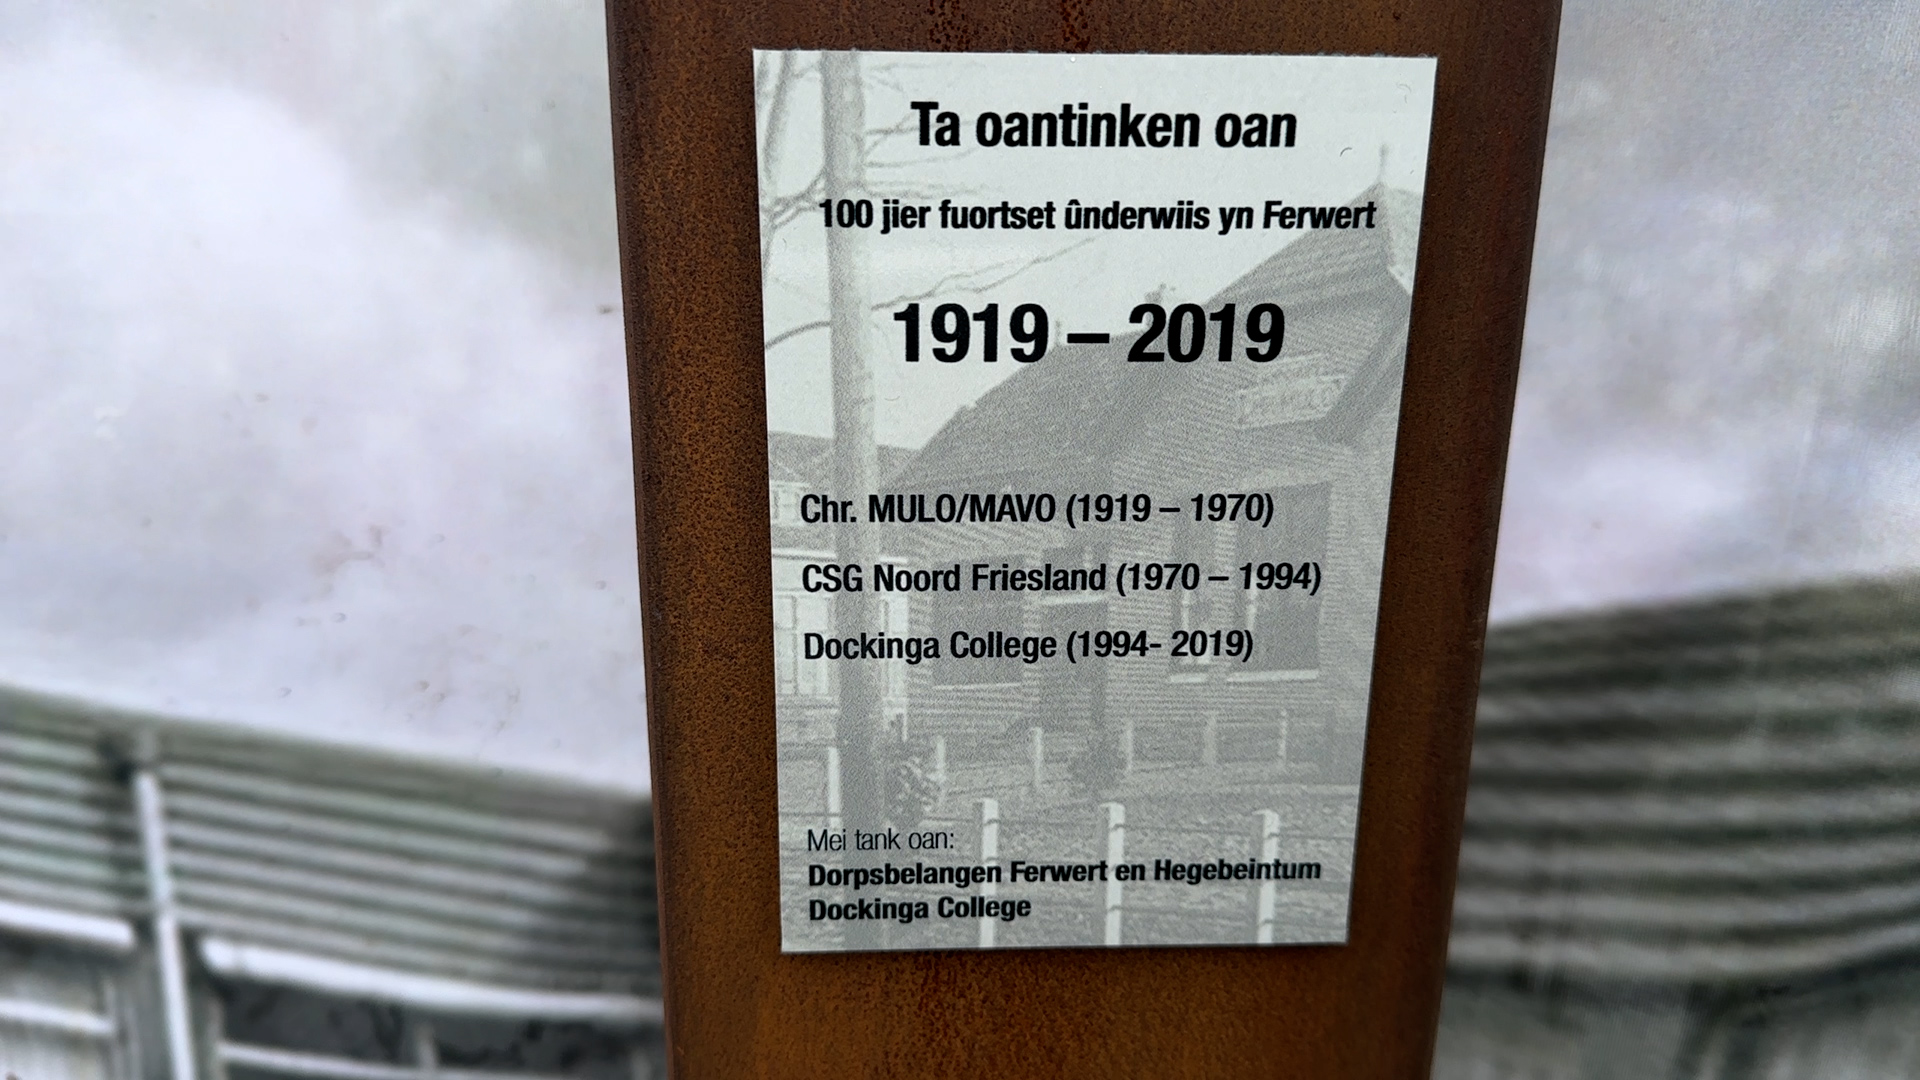 Ta oantinken oan
100 jier fuortset ûnderwiis yn Ferwert
1919 – 2019
Chr. MULO/MAVO (1919 – 1970)
CSG Noord Friesland (1970 – 1994)
Dockinga College (1994- 2019)
Mei tank oan:
Dorpsbelangen Ferwert en Hegebeintum
Dockinga College